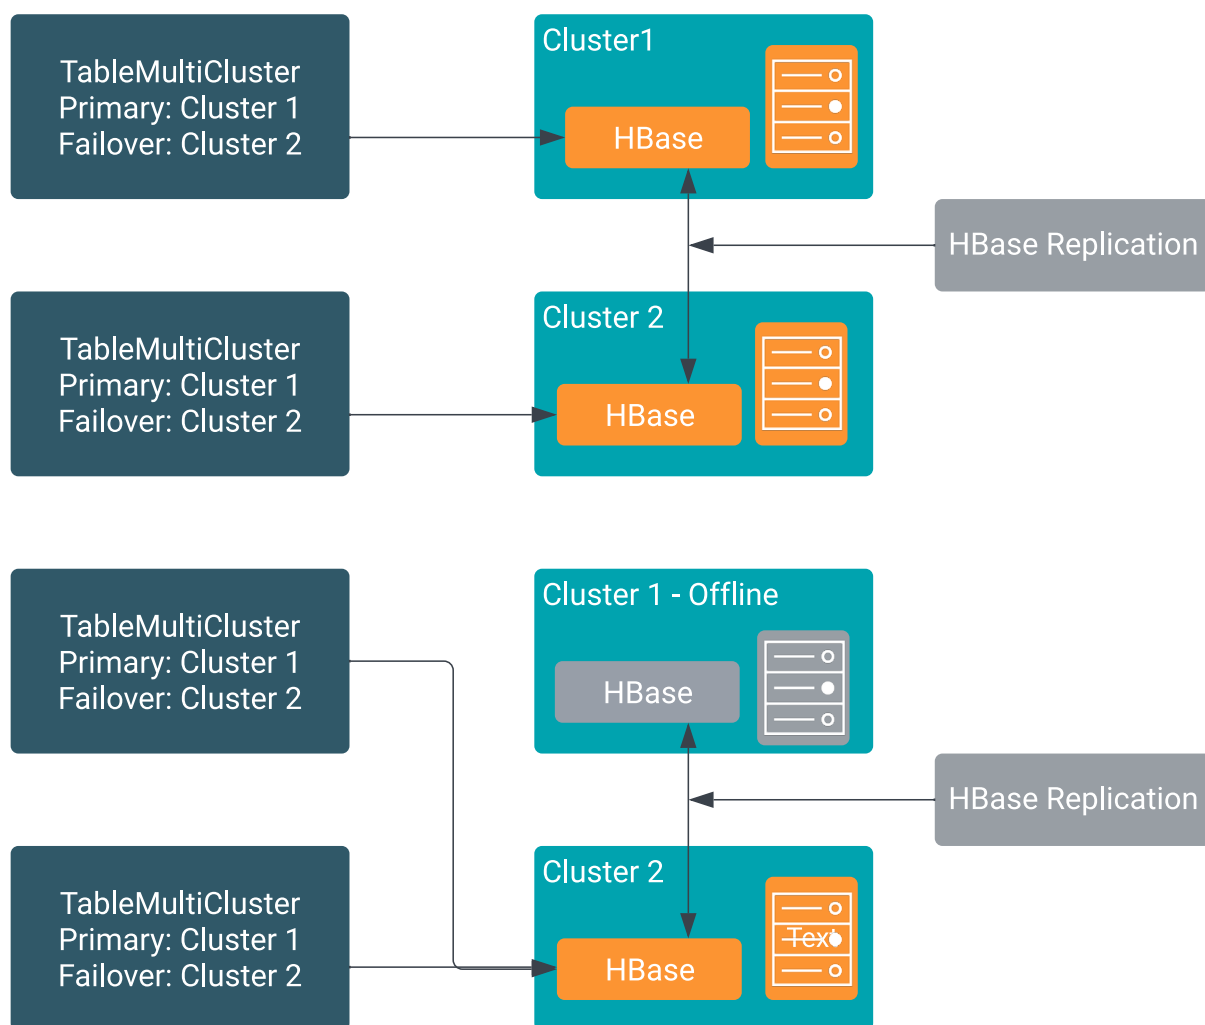 TableMultiCluster
Primary: Cluster 1
Failover: Cluster 2
Cluster1
HBase
HBase Replication
TableMultiCluster
Primary: Cluster 1
Failover: Cluster 2
Cluster 2
HBase
TableMultiCluster
Primary: Cluster 1
Failover: Cluster 2
Cluster 1 - Offline
HBase
HBase Replication
TableMultiCluster
Primary: Cluster 1
Failover: Cluster 2
Cluster 2
HBase
Text